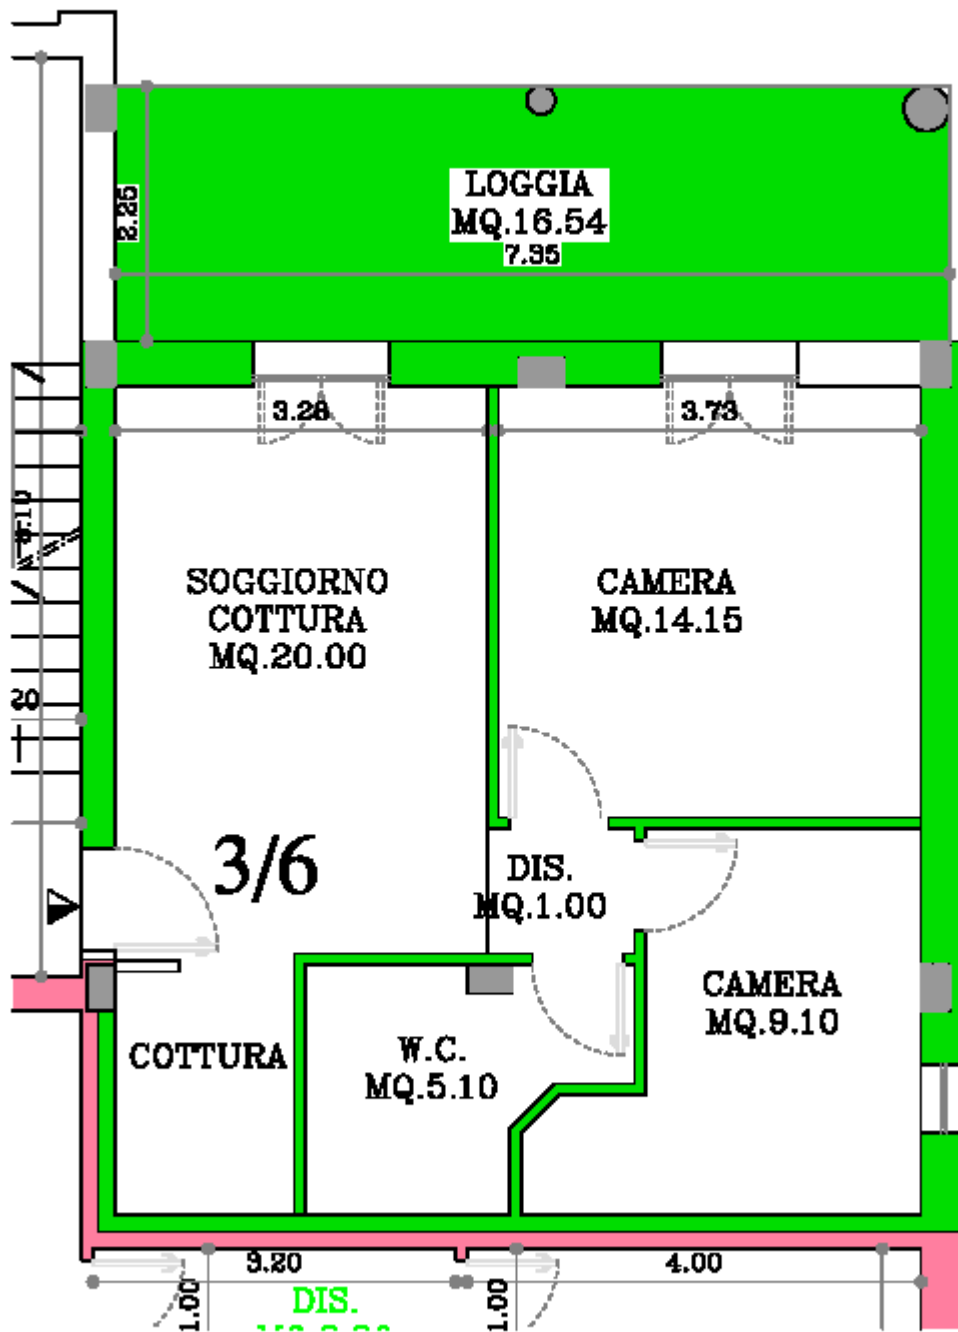 LOGGIA
MQ.16.54
7.35
2.25
3.28
3.73
SOGGIORNO
COTTURA
MQ.20.00
CAMERA
MQ.14.15
20
3/6
DIS.
MQ.1.00
CAMERA
MQ.9.10
COTTURA
W.C.
MQ.5.10
3.20
4.00
1.00
1.00
DIS.